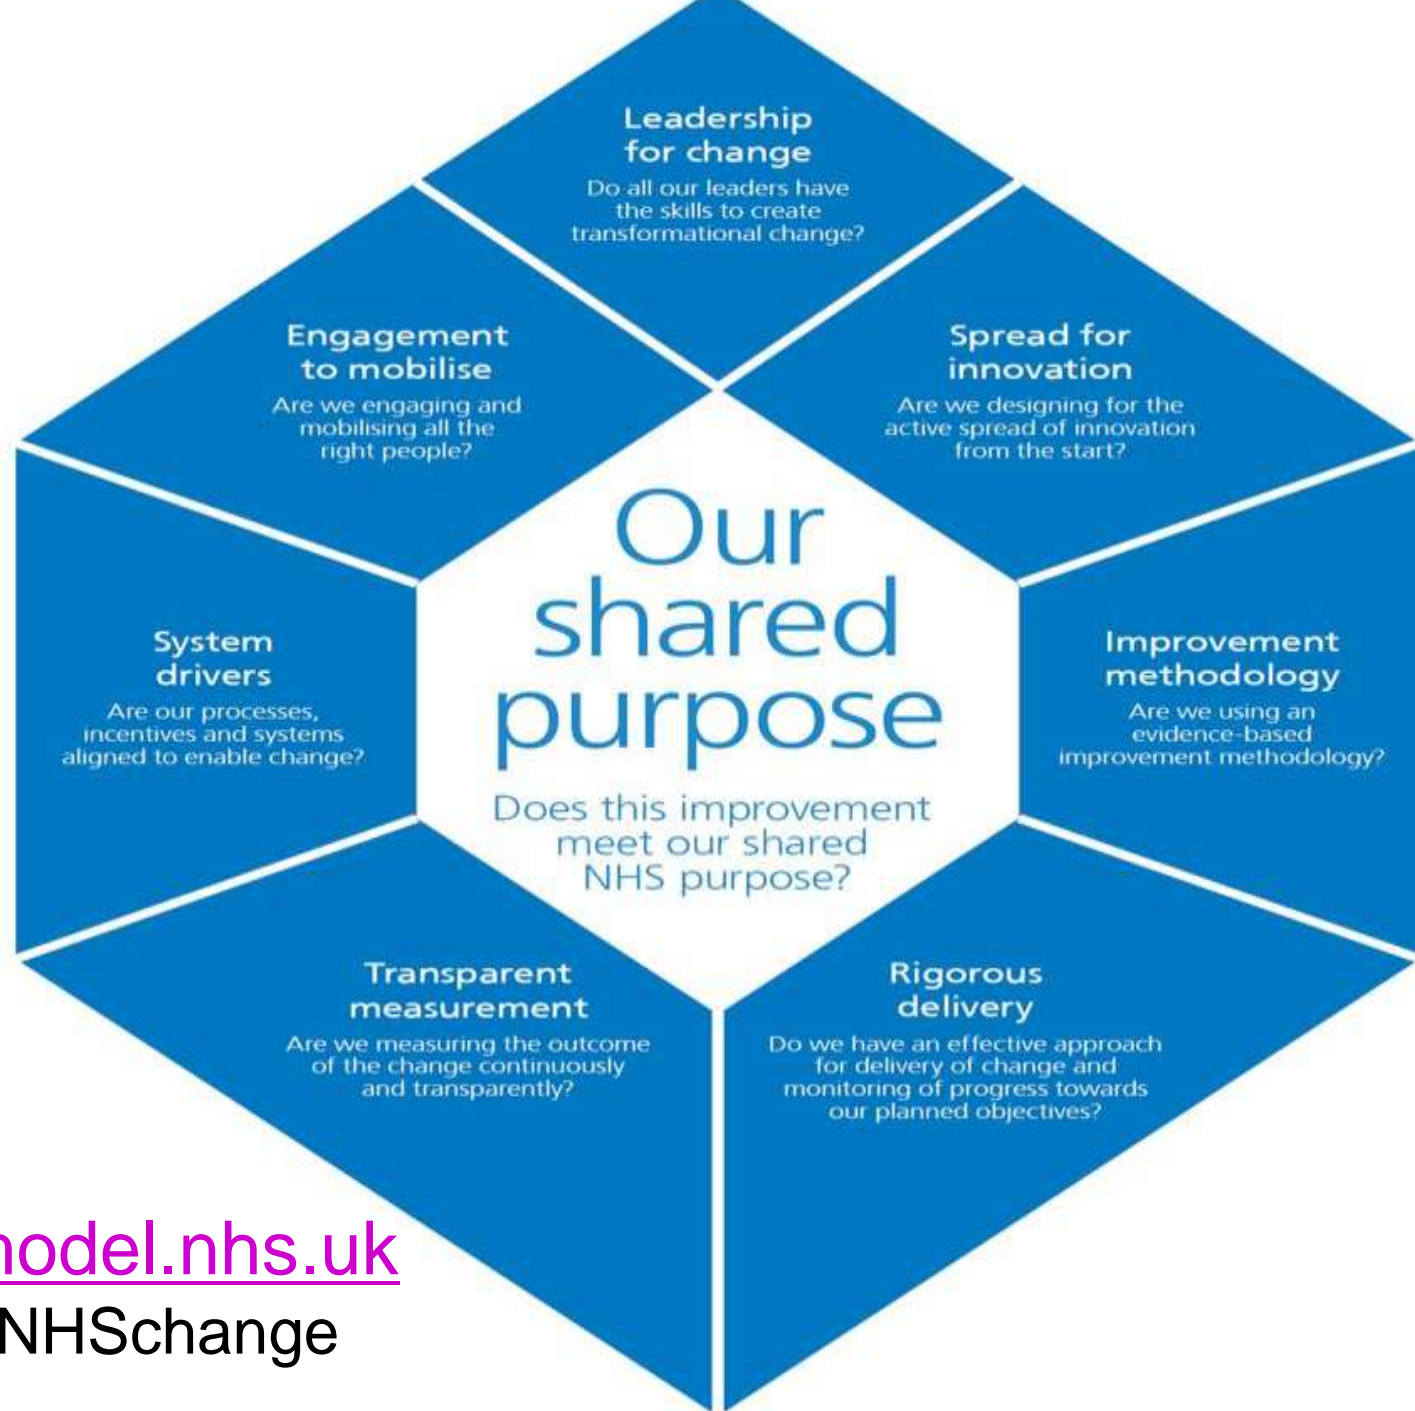 Leadership
for change
Do all our leaders have
the skills to create
transformational change?
Engagement
to mobilise
Are we engaging and
mobilising all the
right people?
Spread for
innovation
Are we designing for the
active spread of innovation
from the start?
Our
shared
purpose
Does this improvement
meet our shared
NHS purpose?
System
drivers
Are our processes,
incentives and systems
aligned to enable change?
Improvement
methodology
Are we using an
evidence-based
improvement methodology?
Transparent
measurement
Are we measuring the outcome
of the change continuously
and transparently?
Rigorous
delivery
Do we have an effective approach
for delivery of change and
monitoring of progress towards
our planned objectives?
odel.nhs.uk
NHSchange